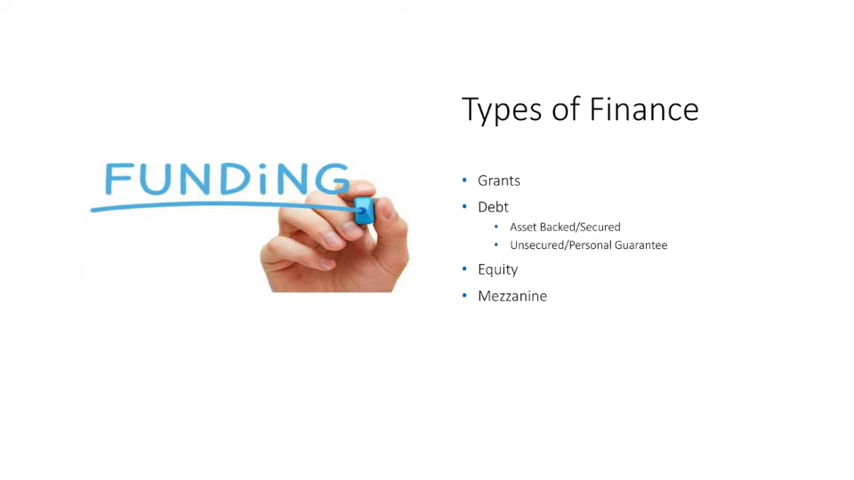 FUNDiNG
Types of Finance
• Grants
• Debt
• Asset Backed/Secured
• Unsecured/Personal Guarantee
• Equity
• Mezzanine